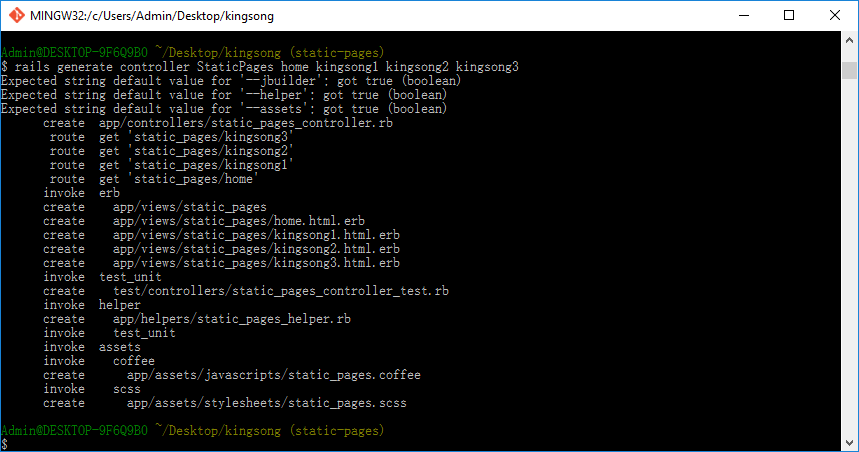 MINGW32:/c/Users/Admin/Desktop/kingsong
Admin@DESKTOP-9F6Q9B0 ~/Desktop/kingsong (static-pages)
$ rails generate controller StaticPages home kingsong1 kingsong2 kingsong3
Expected string default value for '--jbuilder'; got true (boolean)
Expected string default value for '--helper'; got true (boolean)
Expected string default value for '--assets'; got true (boolean)
      create  app/controllers/static_pages_controller.rb
       route  get 'static_pages/kingsong3'
       route  get 'static_pages/kingsong2'
       route  get 'static_pages/kingsong1'
       route  get 'static_pages/home'
      invoke  erb
      create    app/views/static_pages
      create    app/views/static_pages/home.html.erb
      create    app/views/static_pages/kingsong1.html.erb
      create    app/views/static_pages/kingsong2.html.erb
      create    app/views/static_pages/kingsong3.html.erb
      invoke  test_unit
      create    test/controllers/static_pages_controller_test.rb
      invoke  helper
      create    app/helpers/static_pages_helper.rb
      invoke    test_unit
      invoke  assets
      invoke    coffee
      create      app/assets/javascripts/static_pages.coffee
      invoke    scss
      create      app/assets/stylesheets/static_pages.scss
Admin@DESKTOP-9F6Q9B0 ~/Desktop/kingsong (static-pages)
$